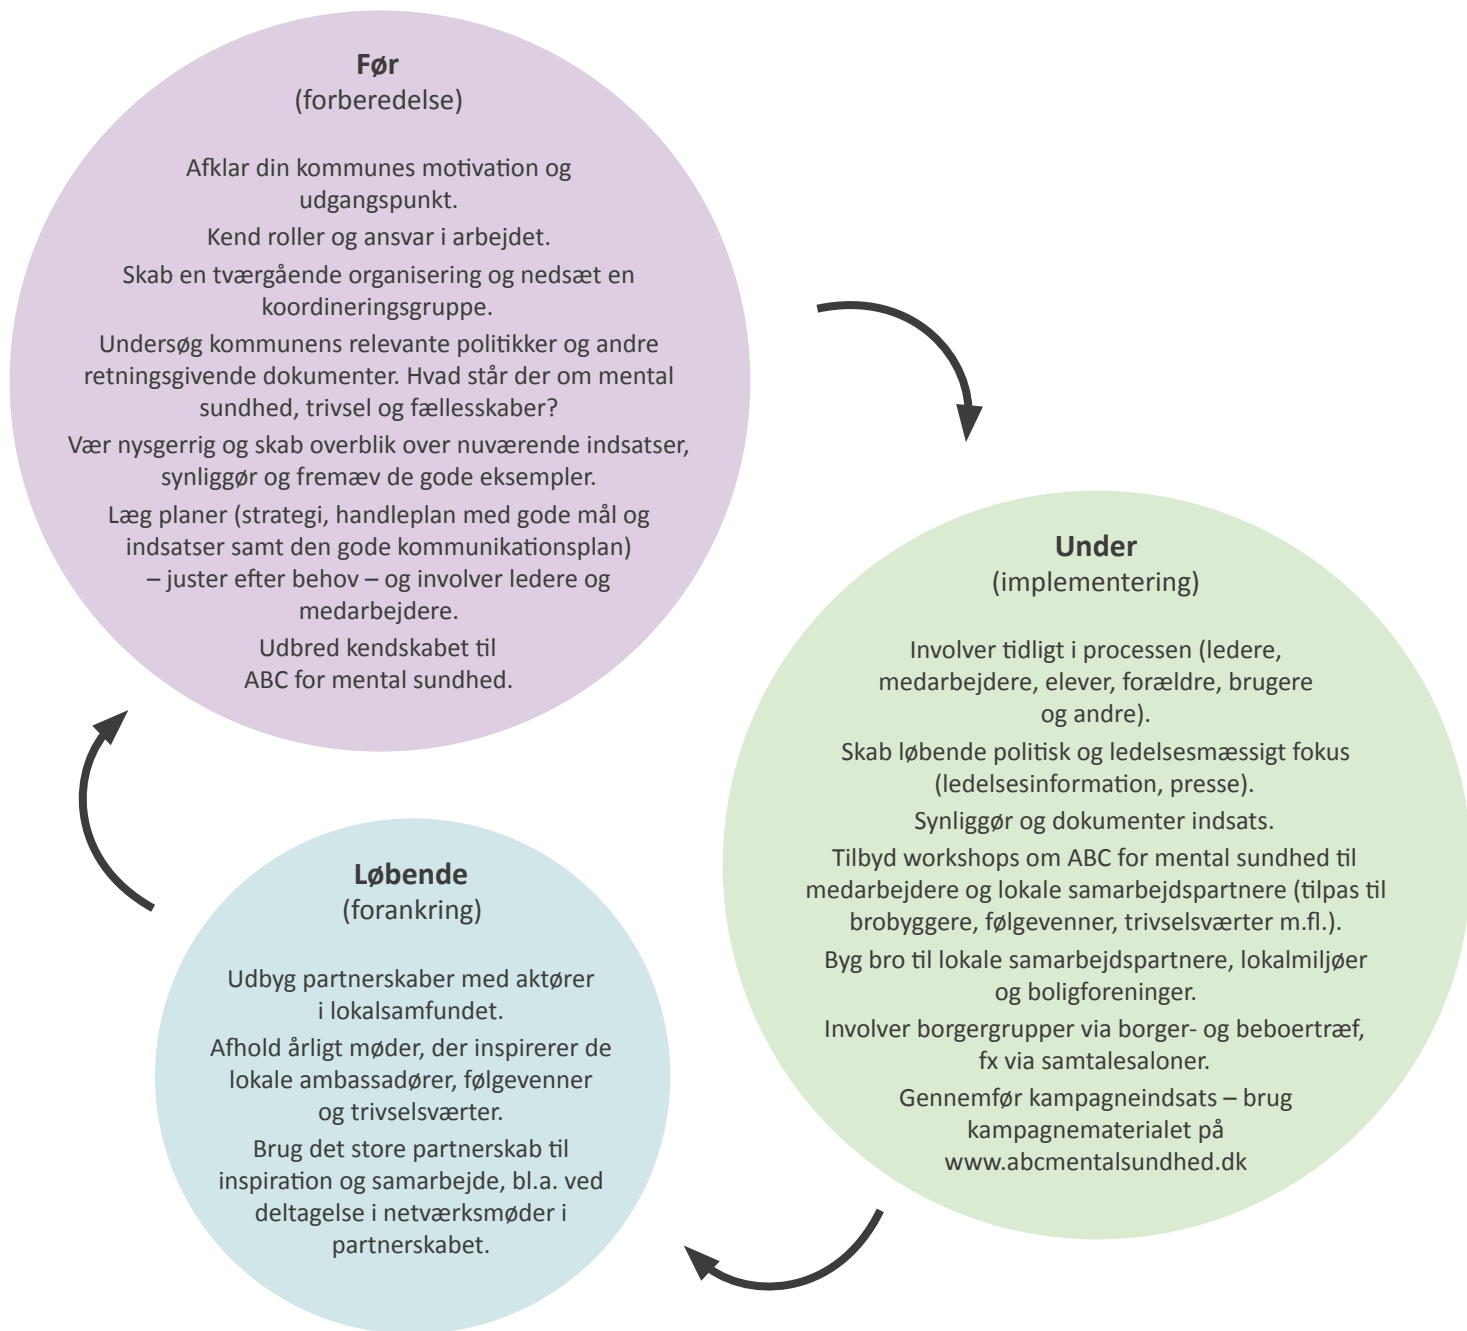 Før
(forberedelse)
Afklar din kommunes motivation og
udgangspunkt.
Kend roller og ansvar i arbejdet.
Skab en tværgående organisering og nedsæt en
koordineringsgruppe.
Undersøg kommunens relevante politikker og andre
retningsgivende dokumenter. Hvad står der om mental
sundhed, trivsel og fællesskaber?
Vær nysgerrig og skab overblik over nuværende indsatser,
synliggør og fremæv de gode eksempler.
Læg planer (strategi, handleplan med gode mål og
indsatser samt den gode kommunikationsplan)
– juster efter behov – og involver ledere og
medarbejdere.
Udbred kendskabet til
ABC for mental sundhed.
Under
(implementering)
Involver tidligt i processen (ledere,
medarbejdere, elever, forældre, brugere
og andre).
Skab løbende politisk og ledelsesmæssigt fokus
(ledelsesinformation, presse).
Synliggør og dokumenter indsats.
Tilbyd workshops om ABC for mental sundhed til
medarbejdere og lokale samarbejdspartnere (tilpas til
brobyggere, følgevenner, trivselsværter m.fl.).
Byg bro til lokale samarbejdspartnere, lokalmiljøer
og boligforeninger.
Involver borgergrupper via borger- og beboertræf,
fx via samtalesaloner.
Gennemfør kampagneindsats – brug
kampagnematerialet på
www.abcmentalsundhed.dk
Løbende
(forankring)
Udbyg partnerskaber med aktører
i lokalsamfundet.
Afhold årligt møder, der inspirerer de
lokale ambassadører, følgevenner
og trivselsværter.
Brug det store partnerskab til
inspiration og samarbejde, bl.a. ved
deltagelse i netværksmøder i
partnerskabet.